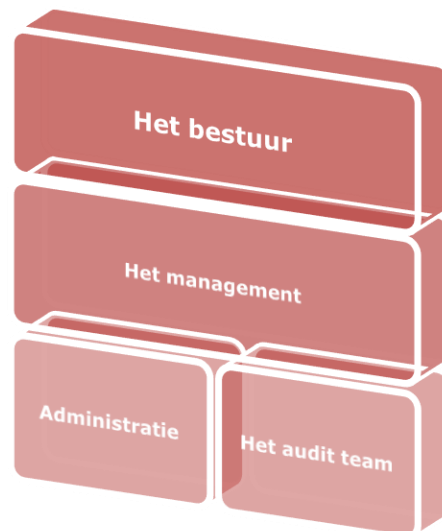 Het bestuur
Het management
Administratie
Het audit team